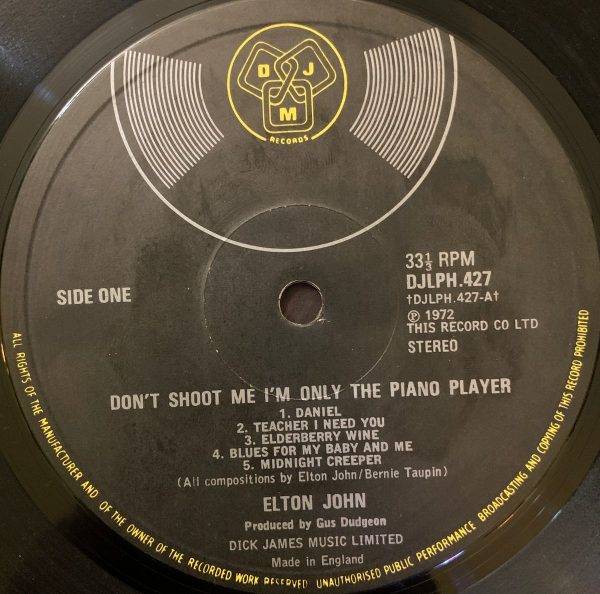 D J
M
RECORDS
SIDE ONE
33⅓ RPM
DJLPH.427
†DJLPH.427-A†
Ⓟ 1972
THIS RECORD CO LTD
STEREO
DON'T SHOOT ME I'M ONLY THE PIANO PLAYER
1. DANIEL
2. TEACHER I NEED YOU
3. ELDERBERRY WINE
4. BLUES FOR MY BABY AND ME
5. MIDNIGHT CREEPER
(All compositions by Elton John/Bernie Taupin)
ELTON JOHN
Produced by Gus Dudgeon
DICK JAMES MUSIC LIMITED
Made in England
ALL RIGHTS OF THE MANUFACTURER AND OF THE OWNER OF THE RECORDED WORK RESERVED UNAUTHORISED PUBLIC PERFORMANCE BROADCASTING AND COPYING OF THIS RECORD PROHIBITED